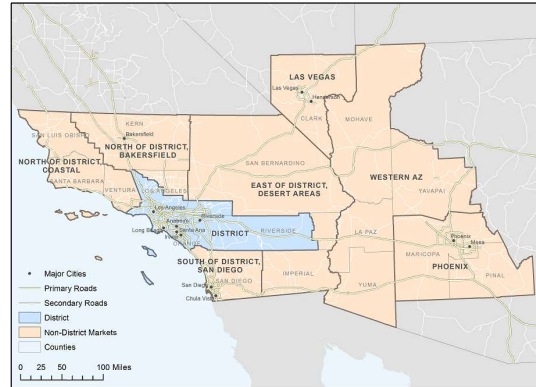 LAS VEGAS
Las Vegas
Henderson
CLARK
MOHAVE
KERN
Bakersfield
SAN LUIS OBISPO
NORTH OF DISTRICT,
BAKERSFIELD
NORTH OF DISTRICT,
COASTAL
SANTA BARBARA
VENTURA
LOS ANGELES
SAN BERNARDINO
EAST OF DISTRICT,
DESERT AREAS
WESTERN AZ
YAVAPAI
Los Angeles
Riverside
Anaheim
Long Beach
Santa Ana
ORANGE
DISTRICT
RIVERSIDE
LA PAZ
Phoenix
Mesa
MARICOPA
PHOENIX
PINAL
SOUTH OF DISTRICT,
SAN DIEGO
SAN DIEGO
IMPERIAL
YUMA
San Diego
Chula Vista
Major Cities
Primary Roads
Secondary Roads
District
Non-District Markets
Counties
0 25 50 100 Miles